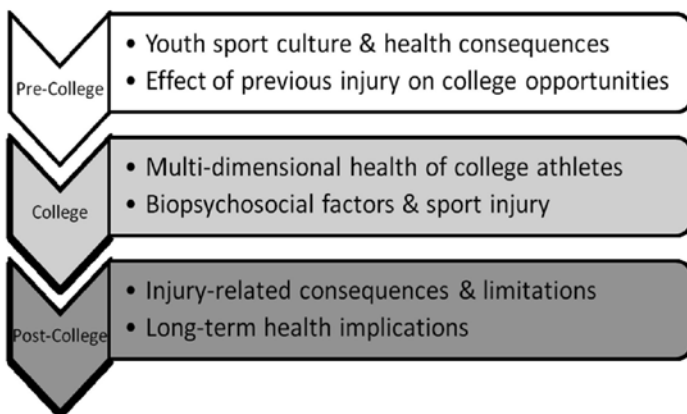 Pre-College
• Youth sport culture & health consequences
• Effect of previous injury on college opportunities
College
• Multi-dimensional health of college athletes
• Biopsychosocial factors & sport injury
Post-College
• Injury-related consequences & limitations
• Long-term health implications